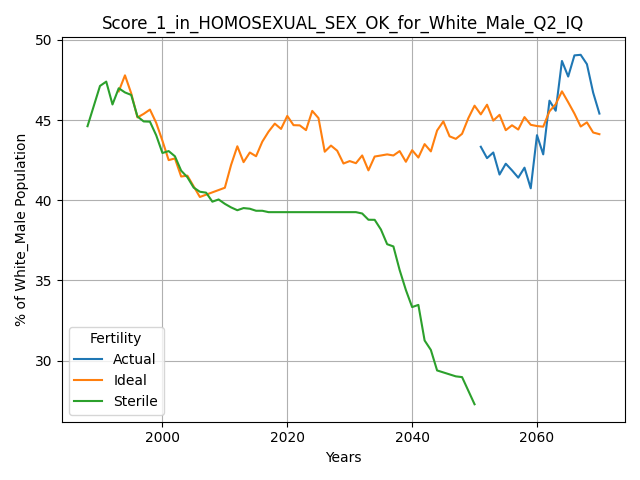 Score_1_in_HOMOSEXUAL_SEX_OK_for_White_Male_Q2_IQ
% of White_Male Population
50
45
40
35
30
Fertility
Actual
Ideal
Sterile
2000 2020 2040 2060
Years